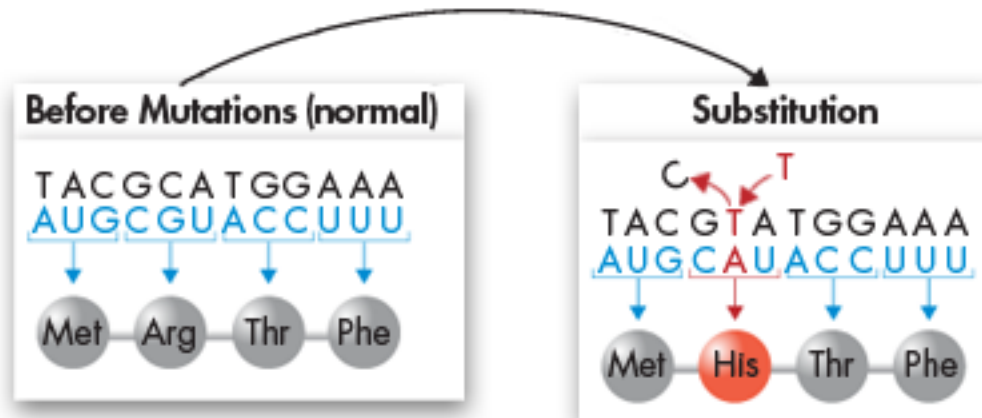 Before Mutations (normal)
TACGCATGGAAA
AUGCGUACCUUU
Met Arg Thr Phe
Substitution
C T
TACGTATGGAAA
AUGCAUACCUUU
Met His Thr Phe